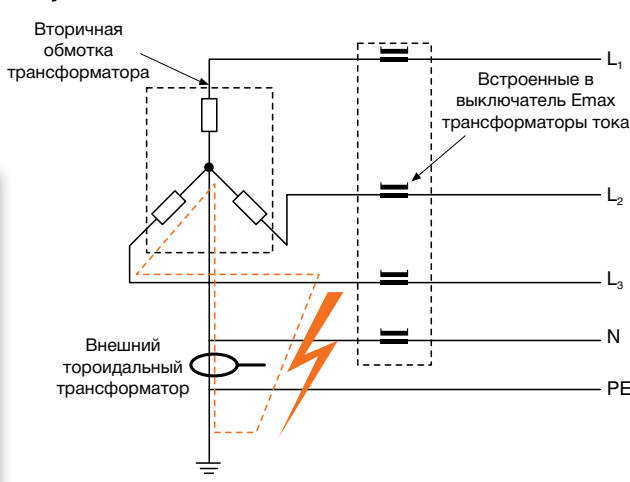 Вторичная
обмотка
трансформатора
L₁
Встроенные в
выключатель Emax
трансформаторы тока
L₂
L₃
N
Внешний
тороидальный
трансформатор
PE